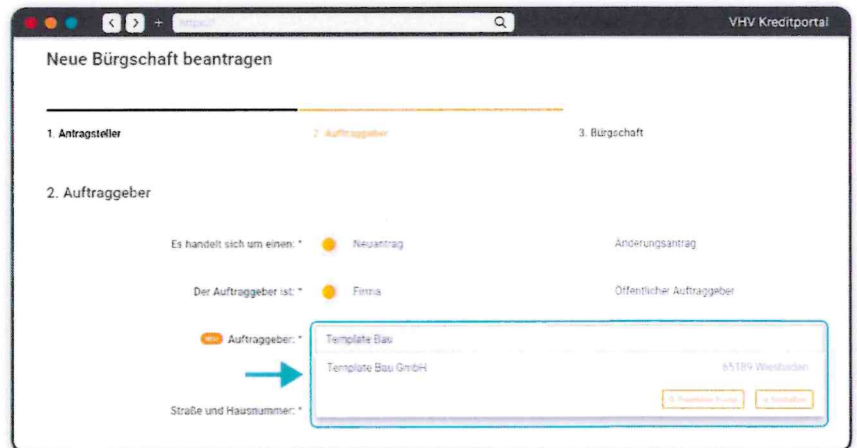 https://
VHV Kreditportal
Neue Bürgschaft beantragen
1. Antragsteller
2. Auftraggeber
3. Bürgschaft
2. Auftraggeber
Es handelt sich um einen: *
Neuantrag
Änderungsantrag
Der Auftraggeber ist: *
Firma
Öffentlicher Auftraggeber
Auftraggeber: *
Template Bau
Template Bau GmbH
65189 Wiesbaden
Straße und Hausnummer: *